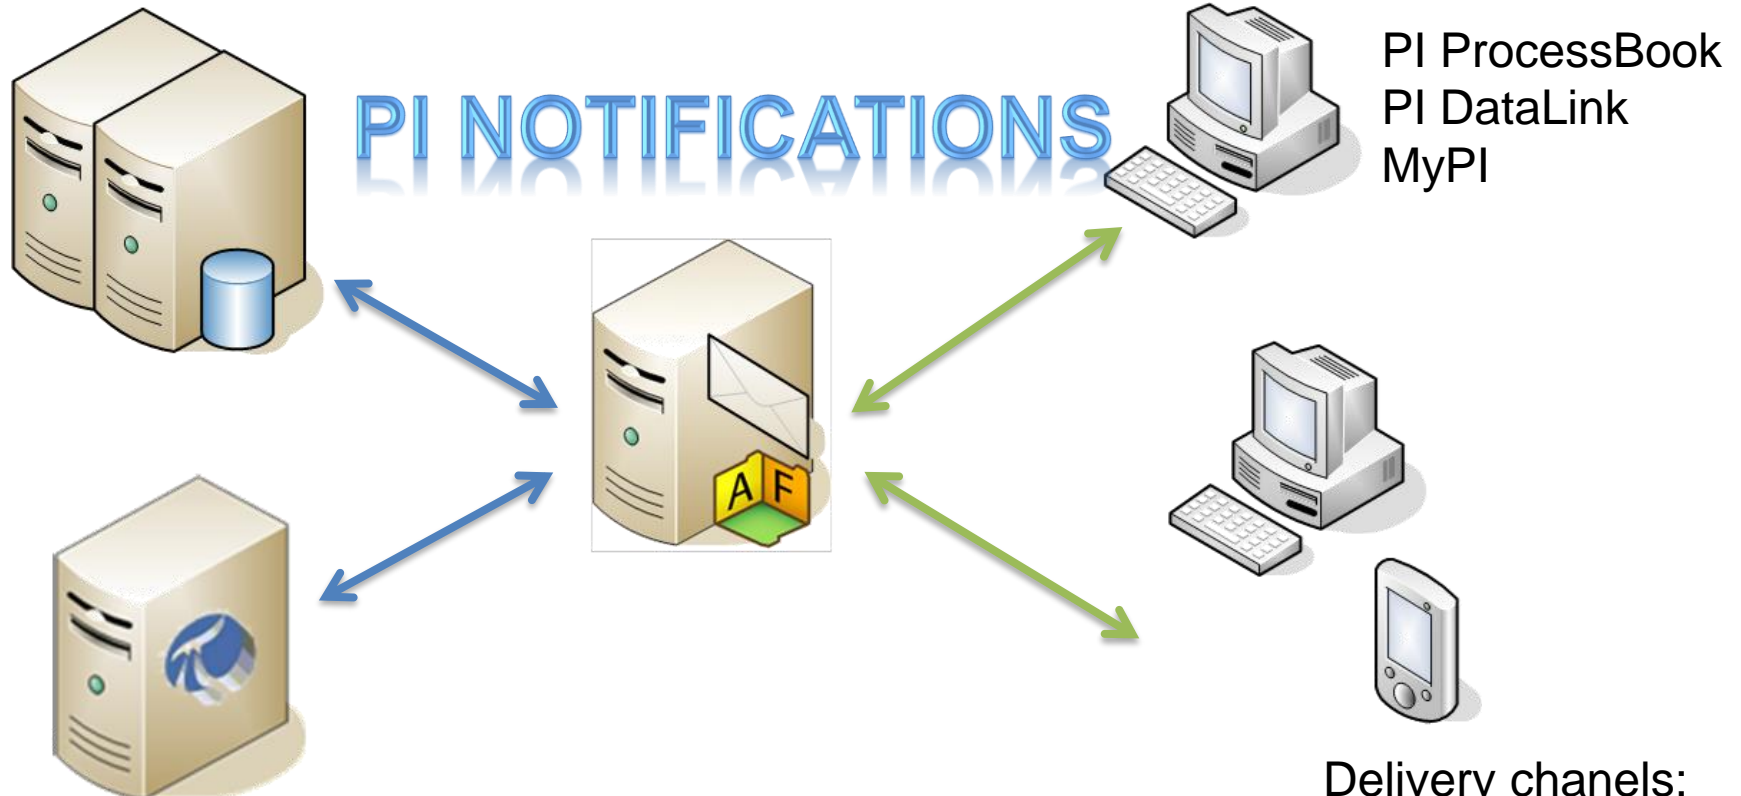 PI NOTIFICATIONS
PI ProcessBook
PI DataLink
MyPI
A F
Delivery chanels: